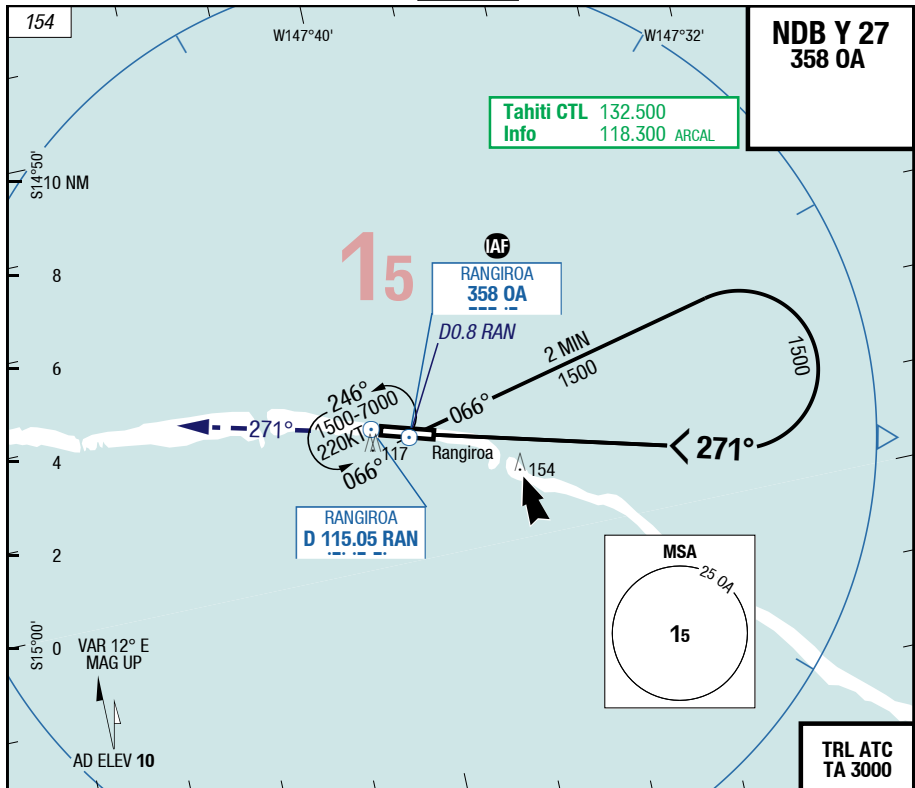 154
W147°40'
W147°32'
NDB Y 27
358 OA
Tahiti CTL 132.500
Info 118.300 ARCAL
S14°50'
10 NM
8
6
4
2
0
S15°00'
15
IAF
RANGIROA
358 OA
D0.8 RAN
2 MIN
1500
1500
066°
246°
1500-7000
220KT
066°
271°
271°
117
Rangiroa
154
RANGIROA
D 115.05 RAN
MSA
25 OA
15
VAR 12° E
MAG UP
AD ELEV 10
TRL ATC
TA 3000